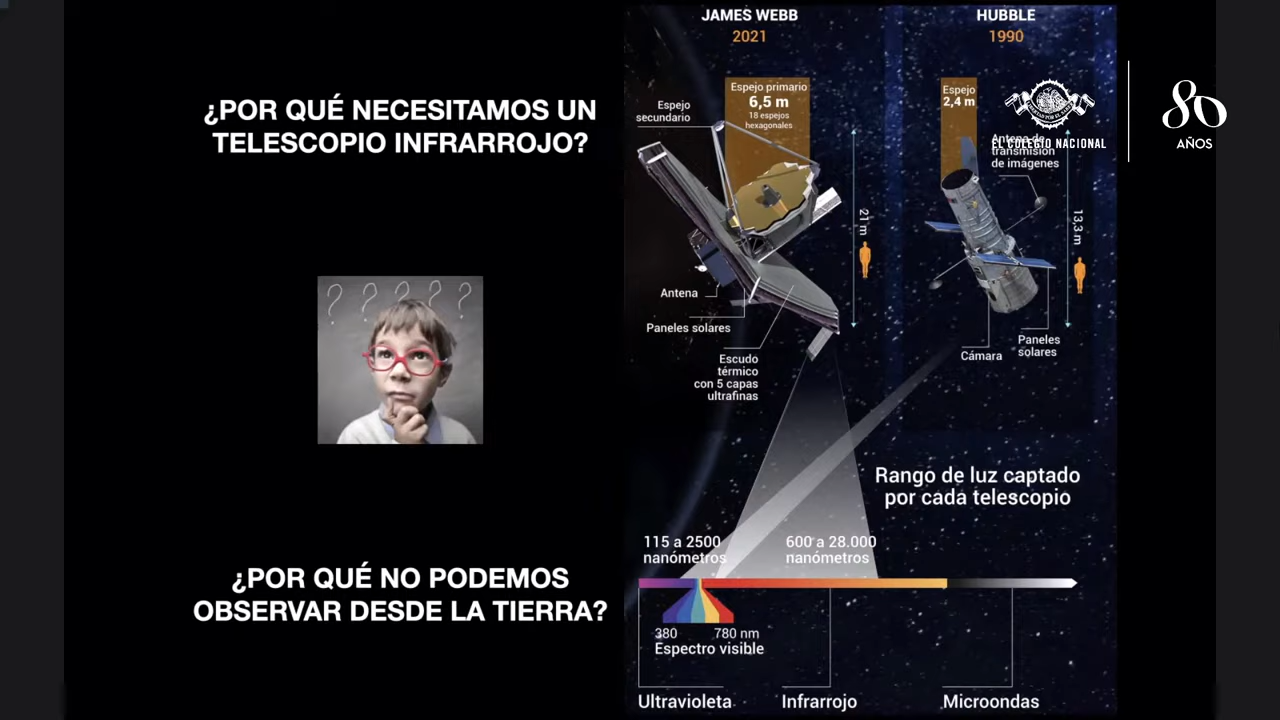 ¿POR QUÉ NECESITAMOS UN
TELESCOPIO INFRARROJO?
¿POR QUÉ NO PODEMOS
OBSERVAR DESDE LA TIERRA?
JAMES WEBB
2021
Espejo primario
6,5 m
18 espejos
hexagonales
Espejo
secundario
21 m
Antena
Paneles solares
Escudo
térmico
con 5 capas
ultrafinas
HUBBLE
1990
Espejo
2,4 m
Antena de
transmisión
de imágenes
13,3 m
Cámara
Paneles
solares
EL COLEGIO NACIONAL
80
AÑOS
Rango de luz captado
por cada telescopio
115 a 2500
nanómetros
600 a 28.000
nanómetros
380
780 nm
Espectro visible
Ultravioleta
Infrarrojo
Microondas